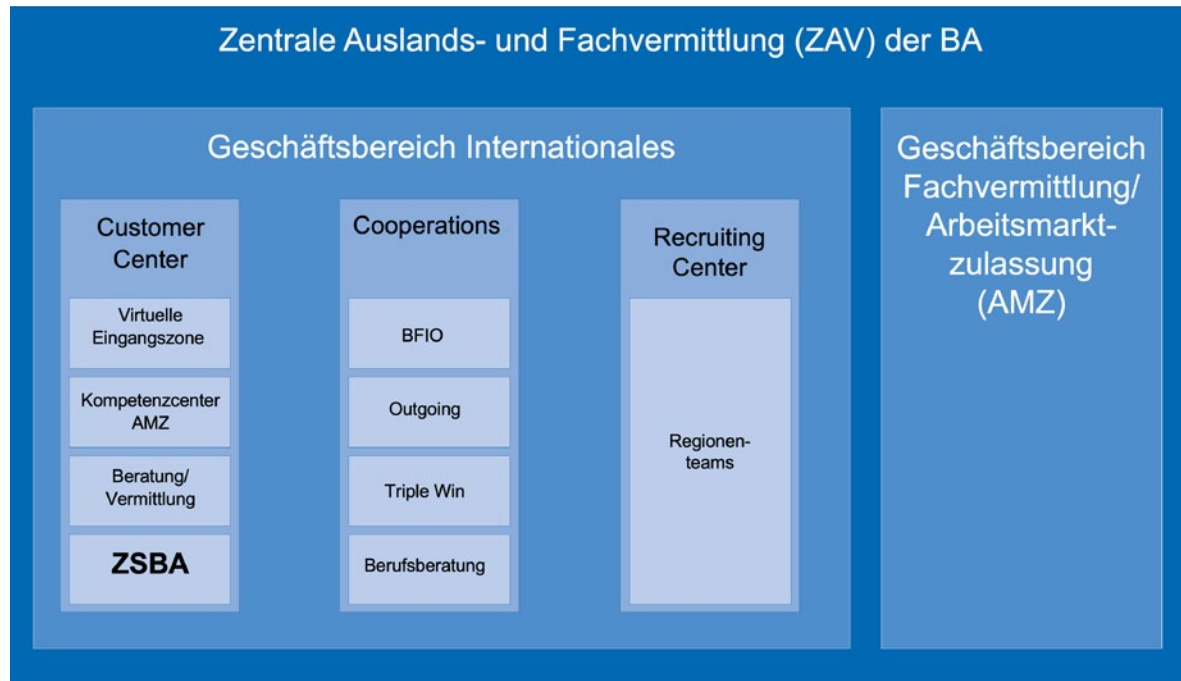 Zentrale Auslands- und Fachvermittlung (ZAV) der BA
Geschäftsbereich Internationales
Customer
Center
Virtuelle
Eingangszone
Kompetenzcenter
AMZ
Beratung/
Vermittlung
ZSBA
Cooperations
BFIO
Outgoing
Triple Win
Berufsberatung
Recruiting
Center
Regionen-
teams
Geschäftsbereich
Fachvermittlung/
Arbeitsmarkt-
zulassung
(AMZ)